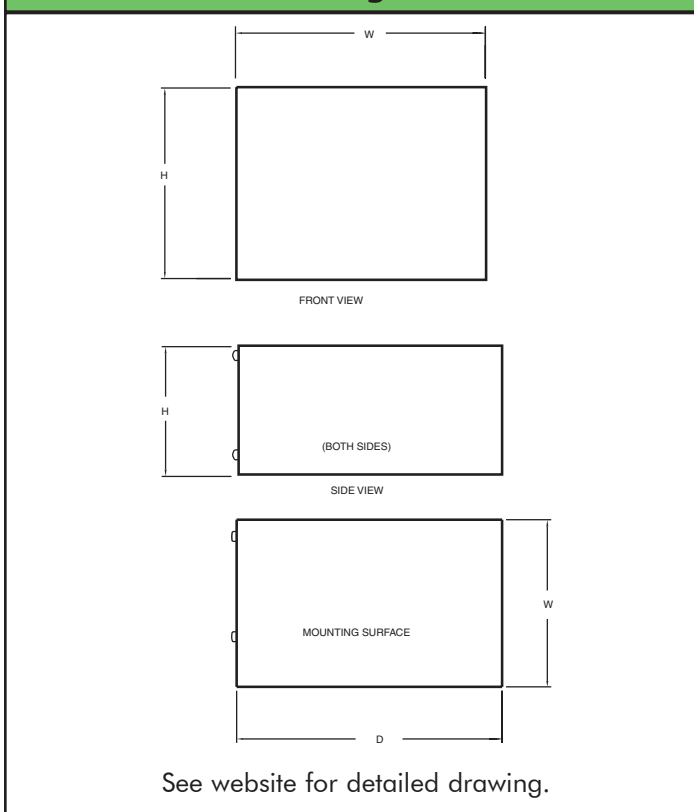 W
H
FRONT VIEW
H
(BOTH SIDES)
SIDE VIEW
MOUNTING SURFACE
W
D
See website for detailed drawing.